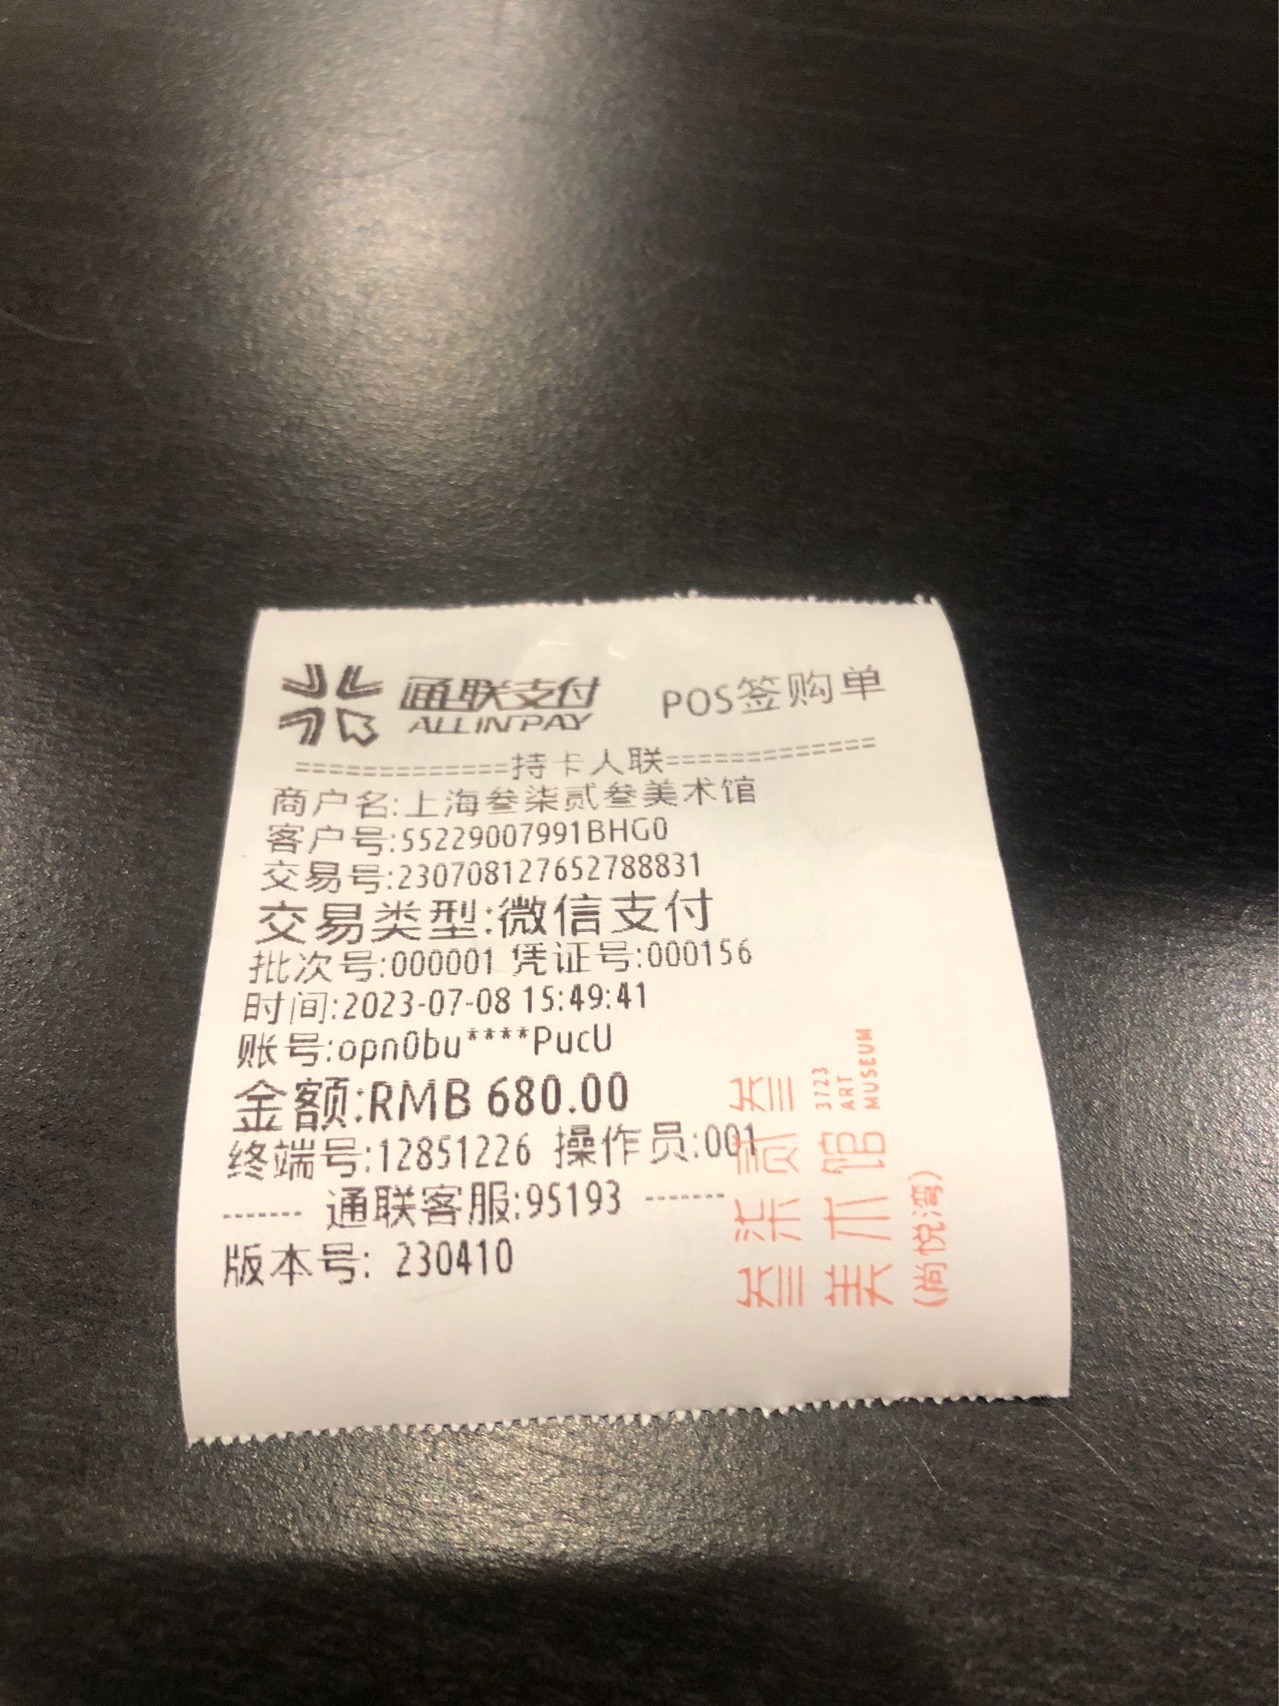 通联支付 POS签购单
ALLINPAY
=============持卡人联=============
商户名:上海叁柒贰叁美术馆
客户号:55229007991BHG0
交易号:230708127652788831
交易类型:微信支付
批次号:000001 凭证号:000156
时间:2023-07-08 15:49:41
账号:opn0bu****PucU
金额:RMB 680.00
终端号:12851226 操作员:001
------- 通联客服:95193 -------
版本号: 230410
叁柒贰叁
美术馆
3723
ART
MUSEUM
(尚悦湾)